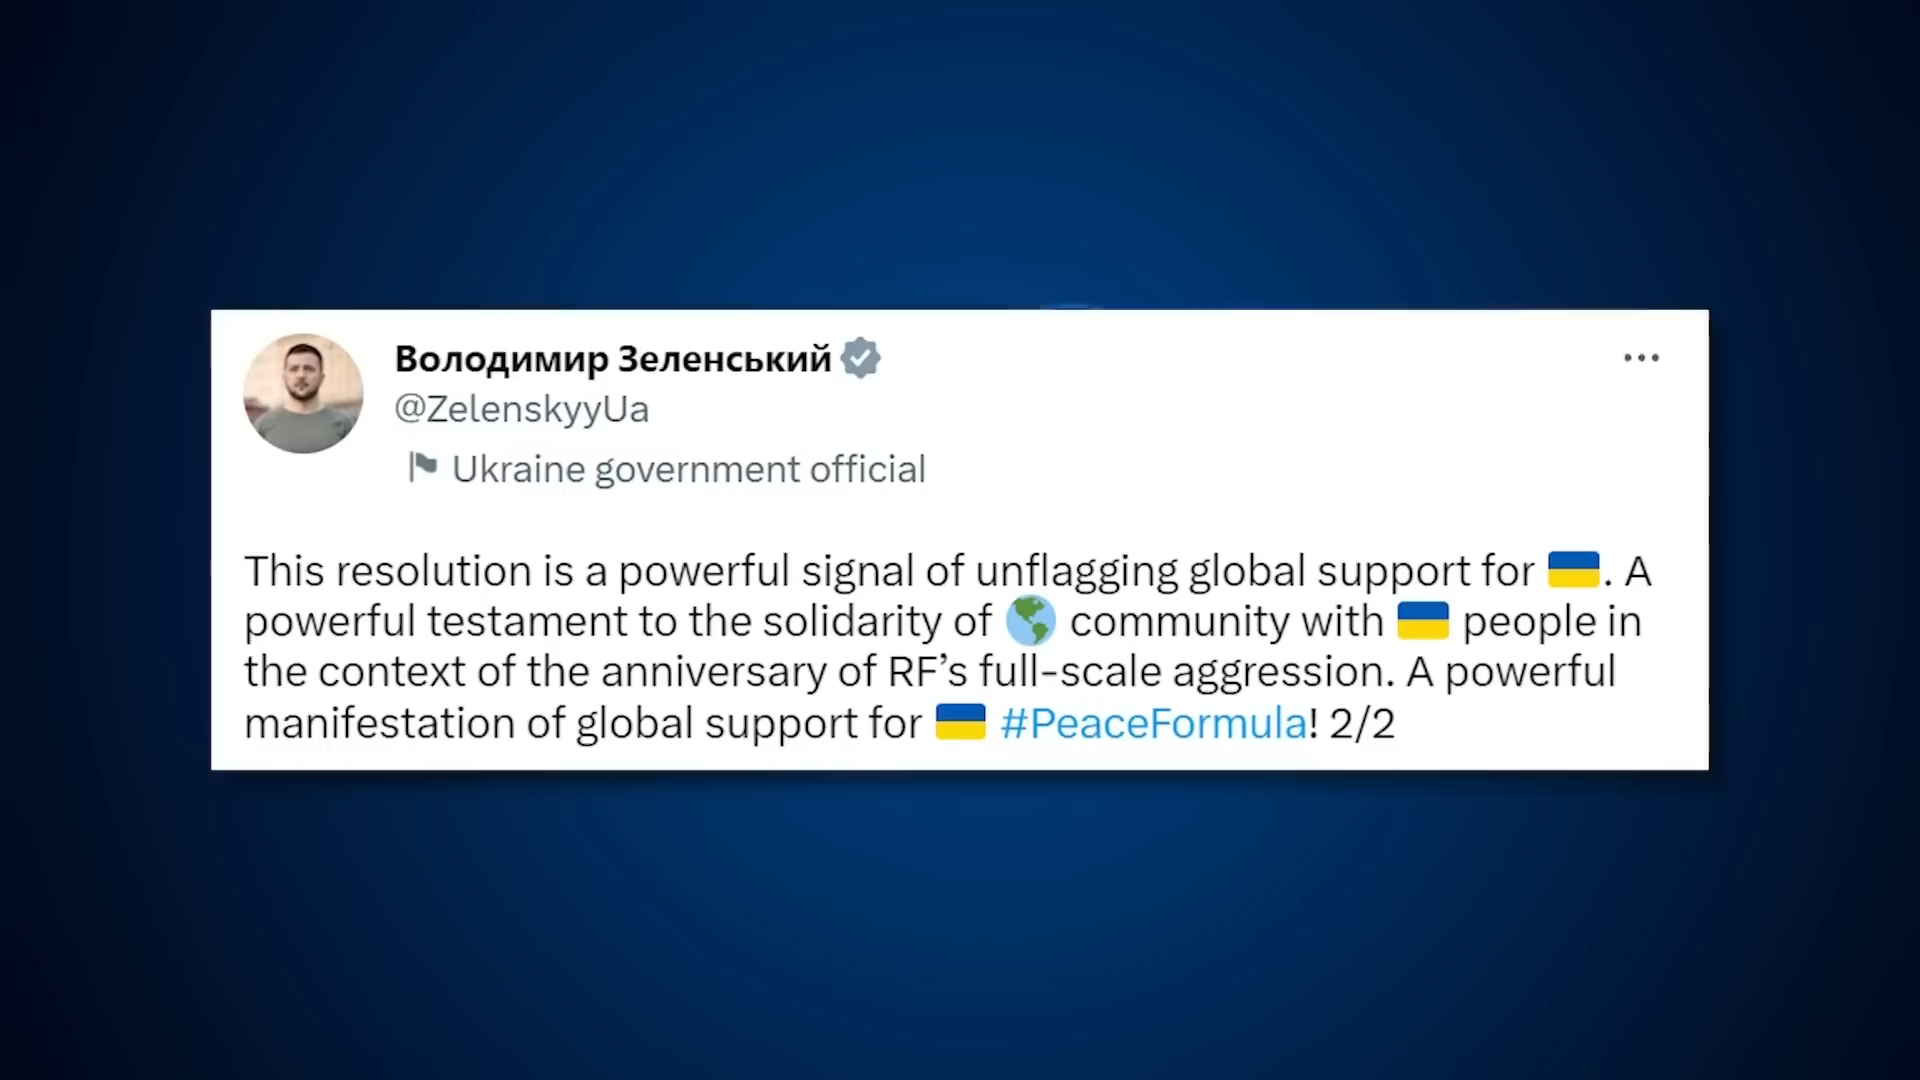 Володимир Зеленський
@ZelenskyyUa
Ukraine government official
This resolution is a powerful signal of unflagging global support for 🇺🇦. A
powerful testament to the solidarity of 🌎 community with 🇺🇦 people in
the context of the anniversary of RF’s full-scale aggression. A powerful
manifestation of global support for 🇺🇦 #PeaceFormula! 2/2